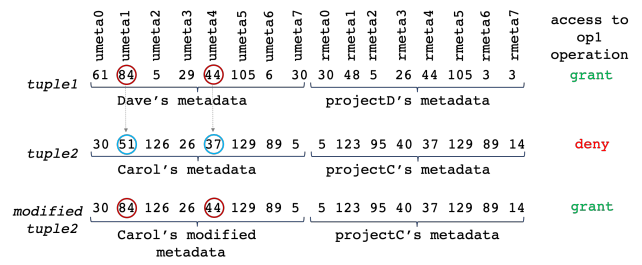 umeta0 umeta1 umeta2 umeta3 umeta4 umeta5 umeta6 umeta7 rmeta0 rmeta1 rmeta2 rmeta3 rmeta4 rmeta5 rmeta6 rmeta7
access to
op1
operation
tuple1 61 84 5 29 44 105 6 30 30 48 5 26 44 105 3 3 grant
Dave's metadata projectD's metadata
tuple2 30 51 126 26 37 129 89 5 5 123 95 40 37 129 89 14 deny
Carol's metadata projectC's metadata
modified 30 84 126 26 44 129 89 5 5 123 95 40 37 129 89 14 grant
tuple2
Carol's modified projectC's metadata
metadata